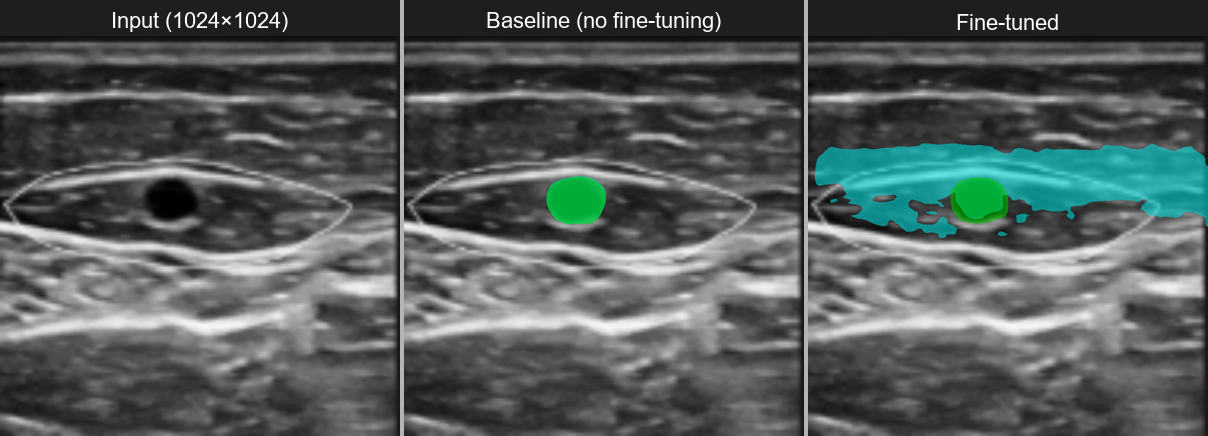 Input (1024×1024)
Baseline (no fine-tuning)
Fine-tuned